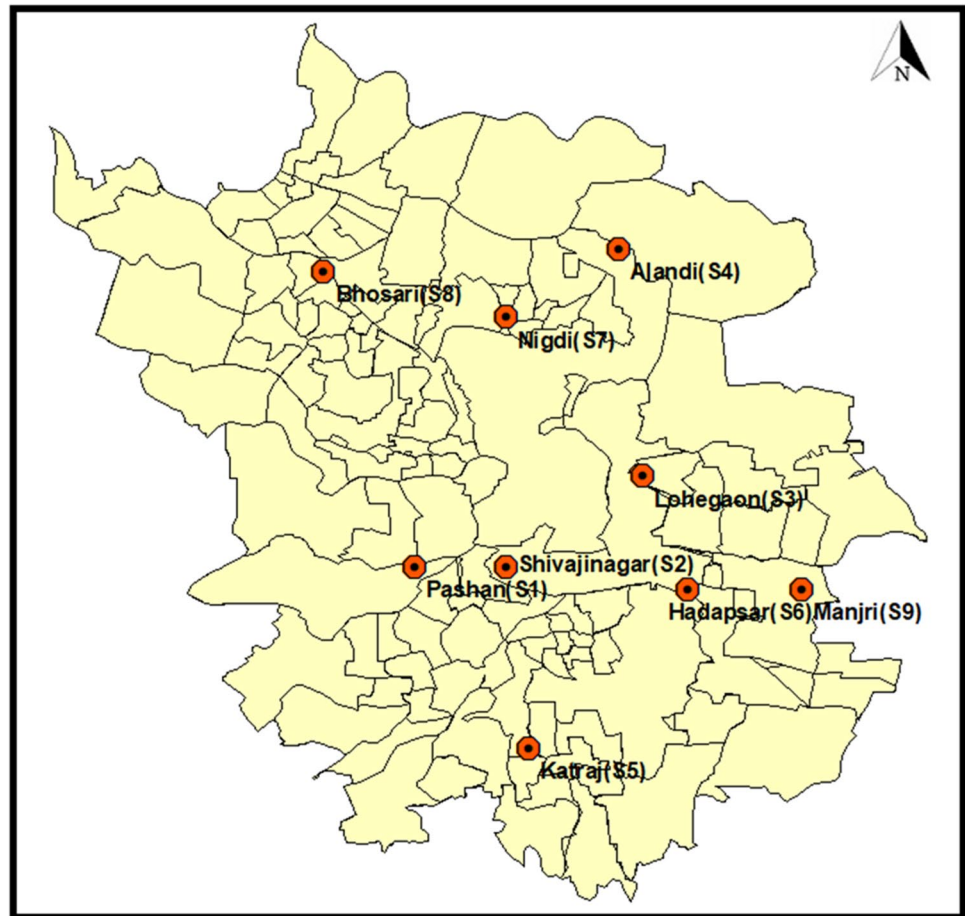 N
Alandi(S4)
Bhosari(S8)
Nigdi(S7)
Lohegaon(S3)
Shivajinagar(S2)
Pashan(S1)
Hadapsar(S6)
Manjri(S9)
Katraj(S5)